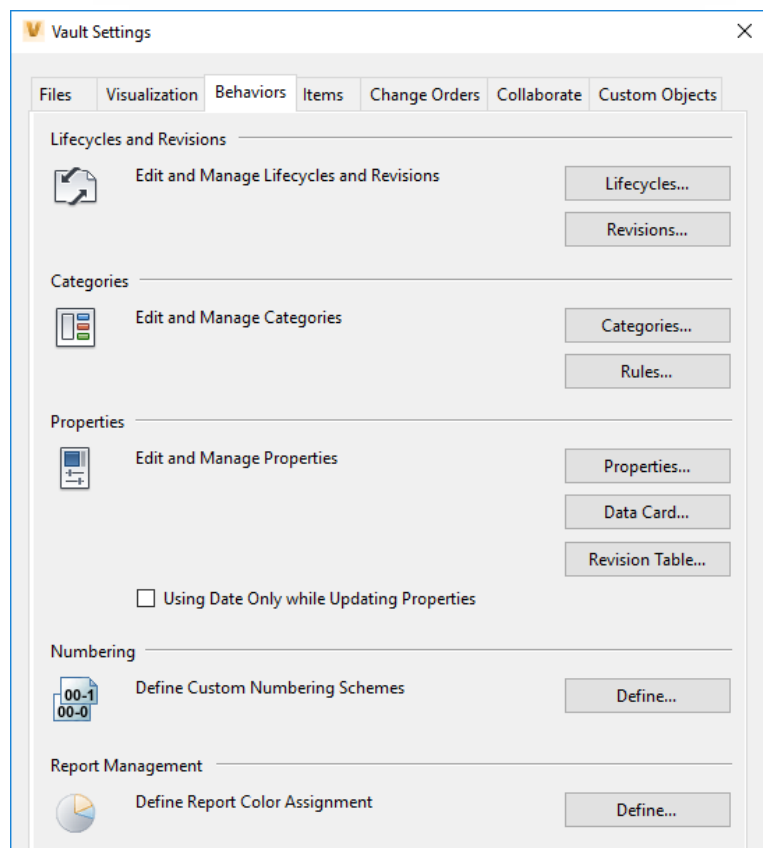 Vault Settings
Files Visualization Behaviors Items Change Orders Collaborate Custom Objects
Lifecycles and Revisions
Edit and Manage Lifecycles and Revisions
Lifecycles...
Revisions...
Categories
Edit and Manage Categories
Categories...
Rules...
Properties
Edit and Manage Properties
Properties...
Data Card...
Revision Table...
Using Date Only while Updating Properties
Numbering
00-1
00-0
Define Custom Numbering Schemes
Define...
Report Management
Define Report Color Assignment
Define...